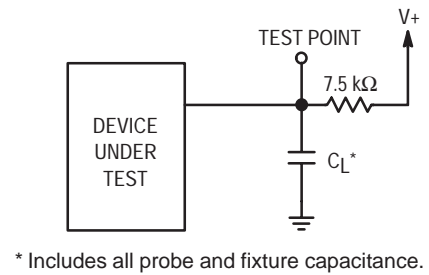 V+
TEST POINT
7.5 kΩ
DEVICE
UNDER
TEST
CL*
* Includes all probe and fixture capacitance.